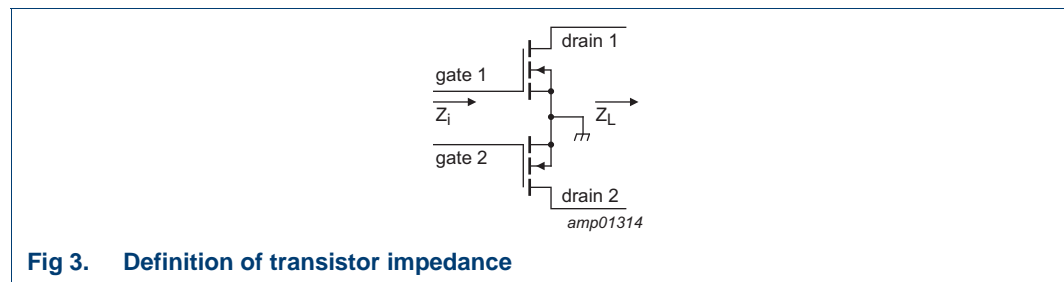 drain 1
gate 1
Zi
ZL
gate 2
drain 2
amp01314
Fig 3. Definition of transistor impedance